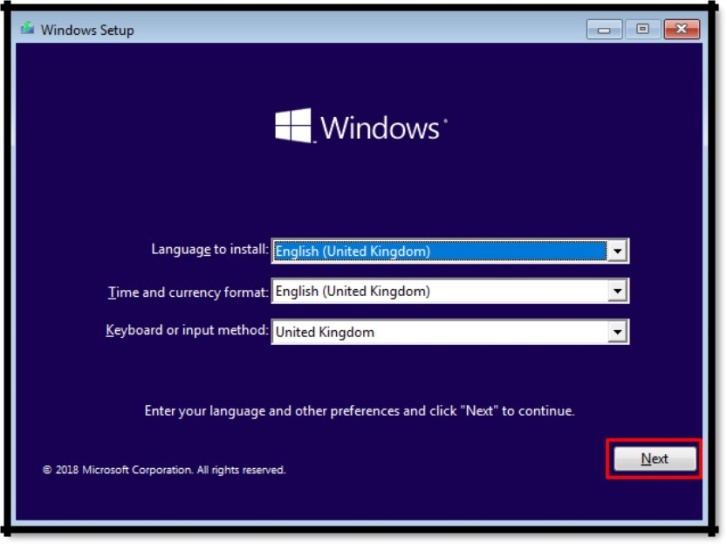 Windows Setup
Windows
Language to install: English (United Kingdom)
Time and currency format: English (United Kingdom)
Keyboard or input method: United Kingdom
Enter your language and other preferences and click "Next" to continue.
Next
© 2018 Microsoft Corporation. All rights reserved.